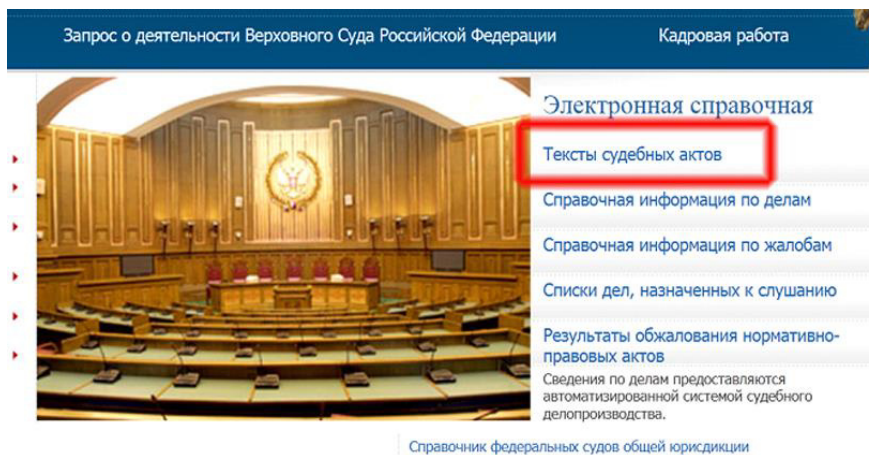 Запрос о деятельности Верховного Суда Российской Федерации
Кадровая работа
Электронная справочная
Тексты судебных актов
Справочная информация по делам
Справочная информация по жалобам
Списки дел, назначенных к слушанию
Результаты обжалования нормативно-
правовых актов
Сведения по делам предоставляются
автоматизированной системой судебного
делопроизводства.
Справочник федеральных судов общей юрисдикции